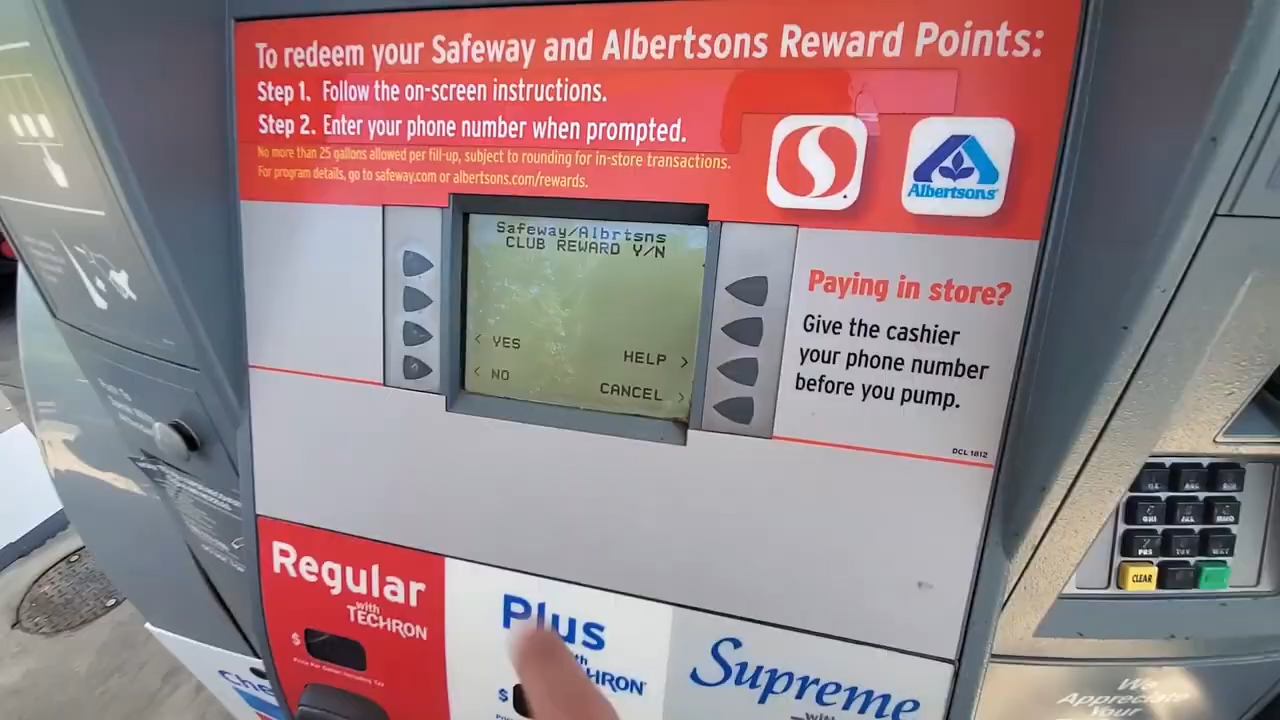 To redeem your Safeway and Albertsons Reward Points:
Step 1. Follow the on-screen instructions.
Step 2. Enter your phone number when prompted.
No more than 25 gallons allowed per fill-up, subject to rounding for in-store transactions.
For program details, go to safeway.com or albertsons.com/rewards.
Albertsons
Safeway/Albrtsns
CLUB REWARD Y/N
< YES
HELP >
< NO
CANCEL >
Paying in store?
Give the cashier
your phone number
before you pump.
DCL 1812
Regular
with
TECHRON
$
Plus
$
Supreme
with
CLEAR
We
Appreciate
Your